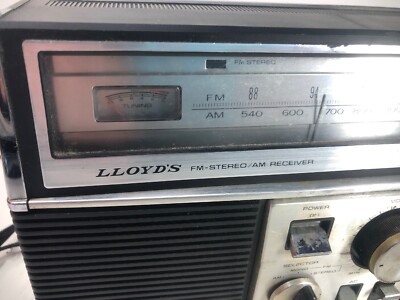 FM STEREO
FM 88 94
TUNING
AM 540 600 700
LLOYD'S FM-STEREO/AM RECEIVER
POWER
SELECTOR